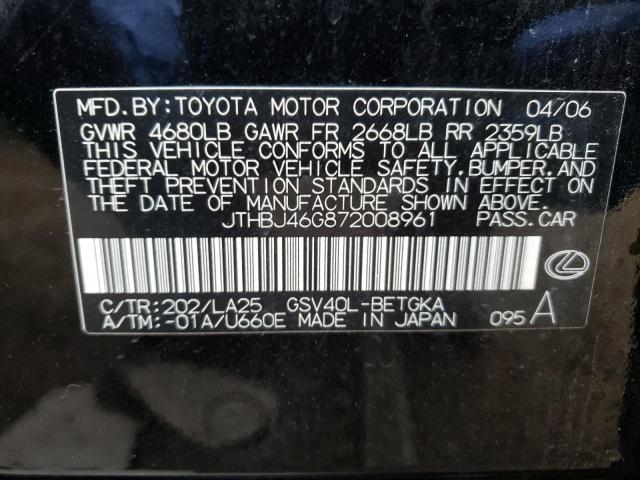 MFD.BY:TOYOTA MOTOR CORPORATION 04/06
GVWR 4680LB GAWR FR 2668LB RR 2359LB
THIS VEHICLE CONFORMS TO ALL APPLICABLE
FEDERAL MOTOR VEHICLE SAFETY,BUMPER,AND
THEFT PREVENTION STANDARDS IN EFFECT ON
THE DATE OF MANUFACTURE SHOWN ABOVE.
JTHBJ46G872008961 PASS.CAR
C/TR:202/LA25 GSV40L-BETGKA
A/TM:-01A/U660E MADE IN JAPAN 095 A